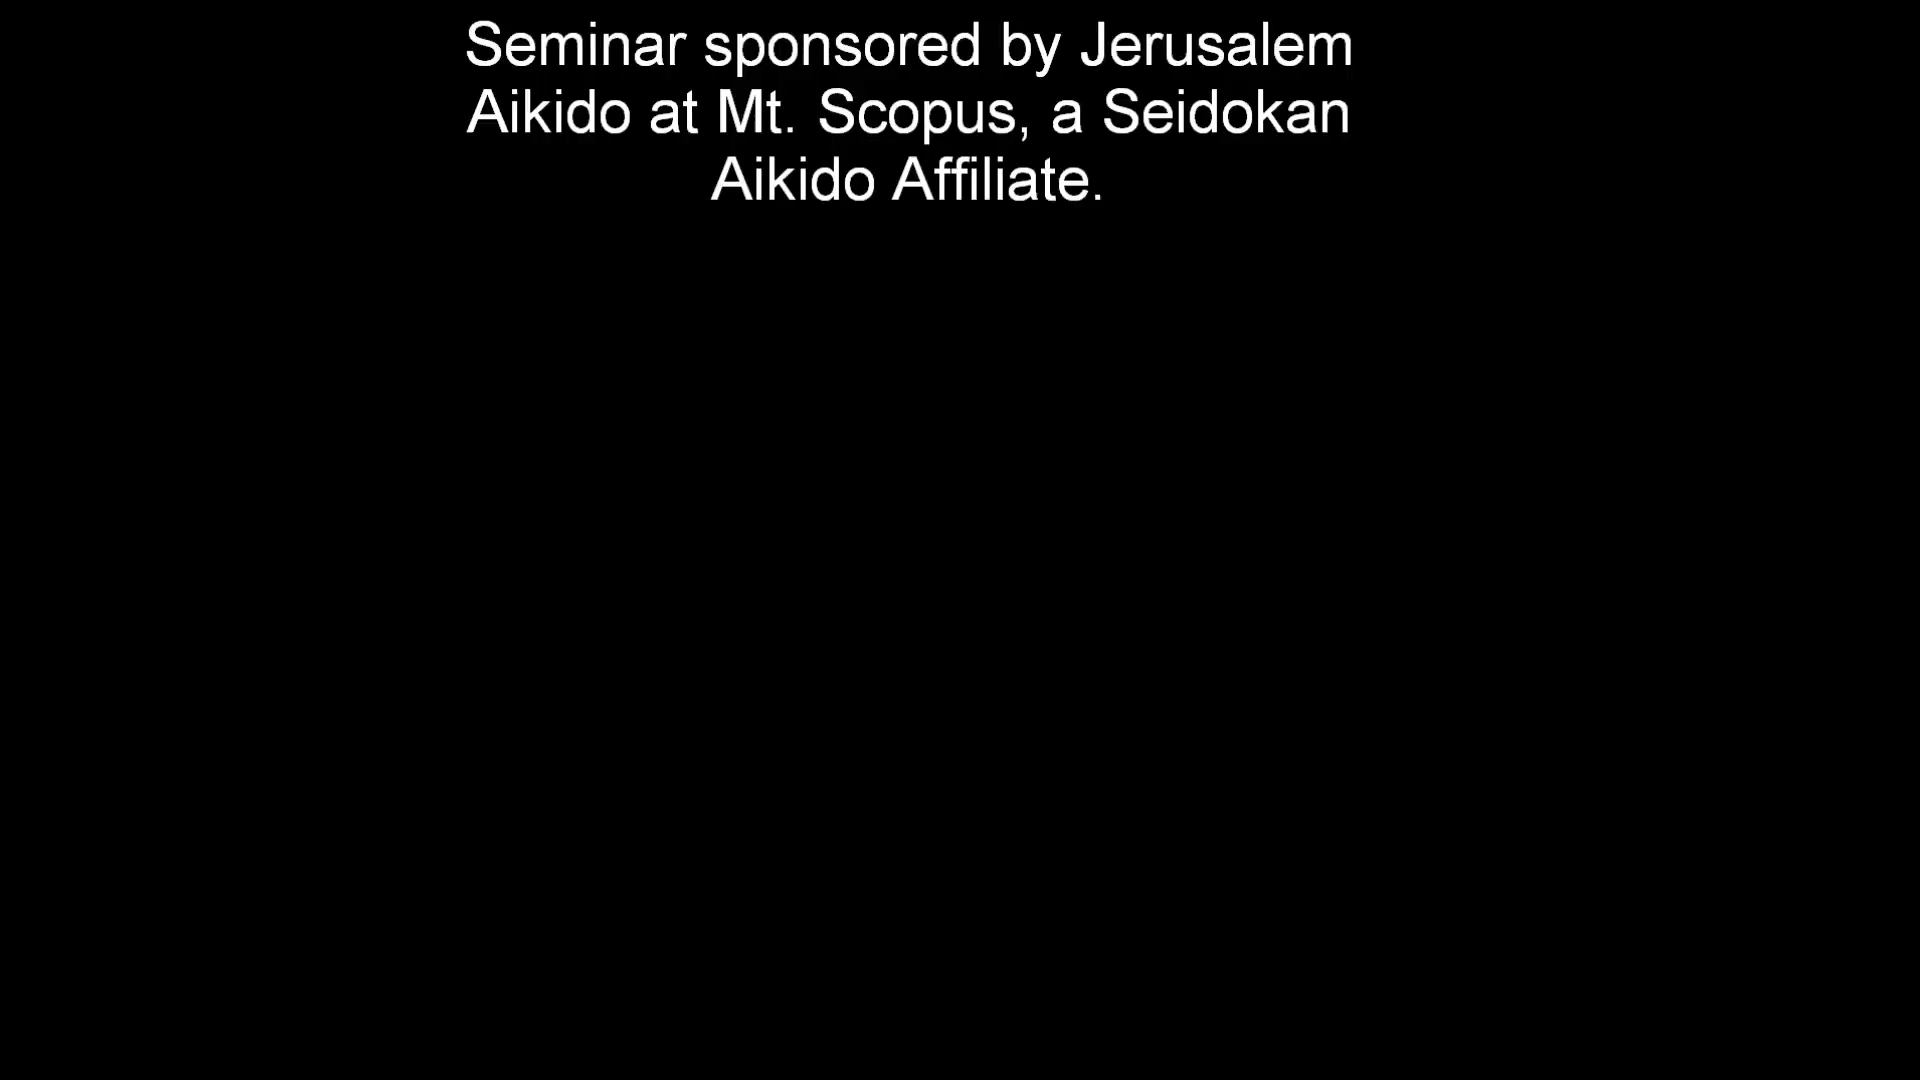 Seminar sponsored by Jerusalem
Aikido at Mt. Scopus, a Seidokan
Aikido Affiliate.